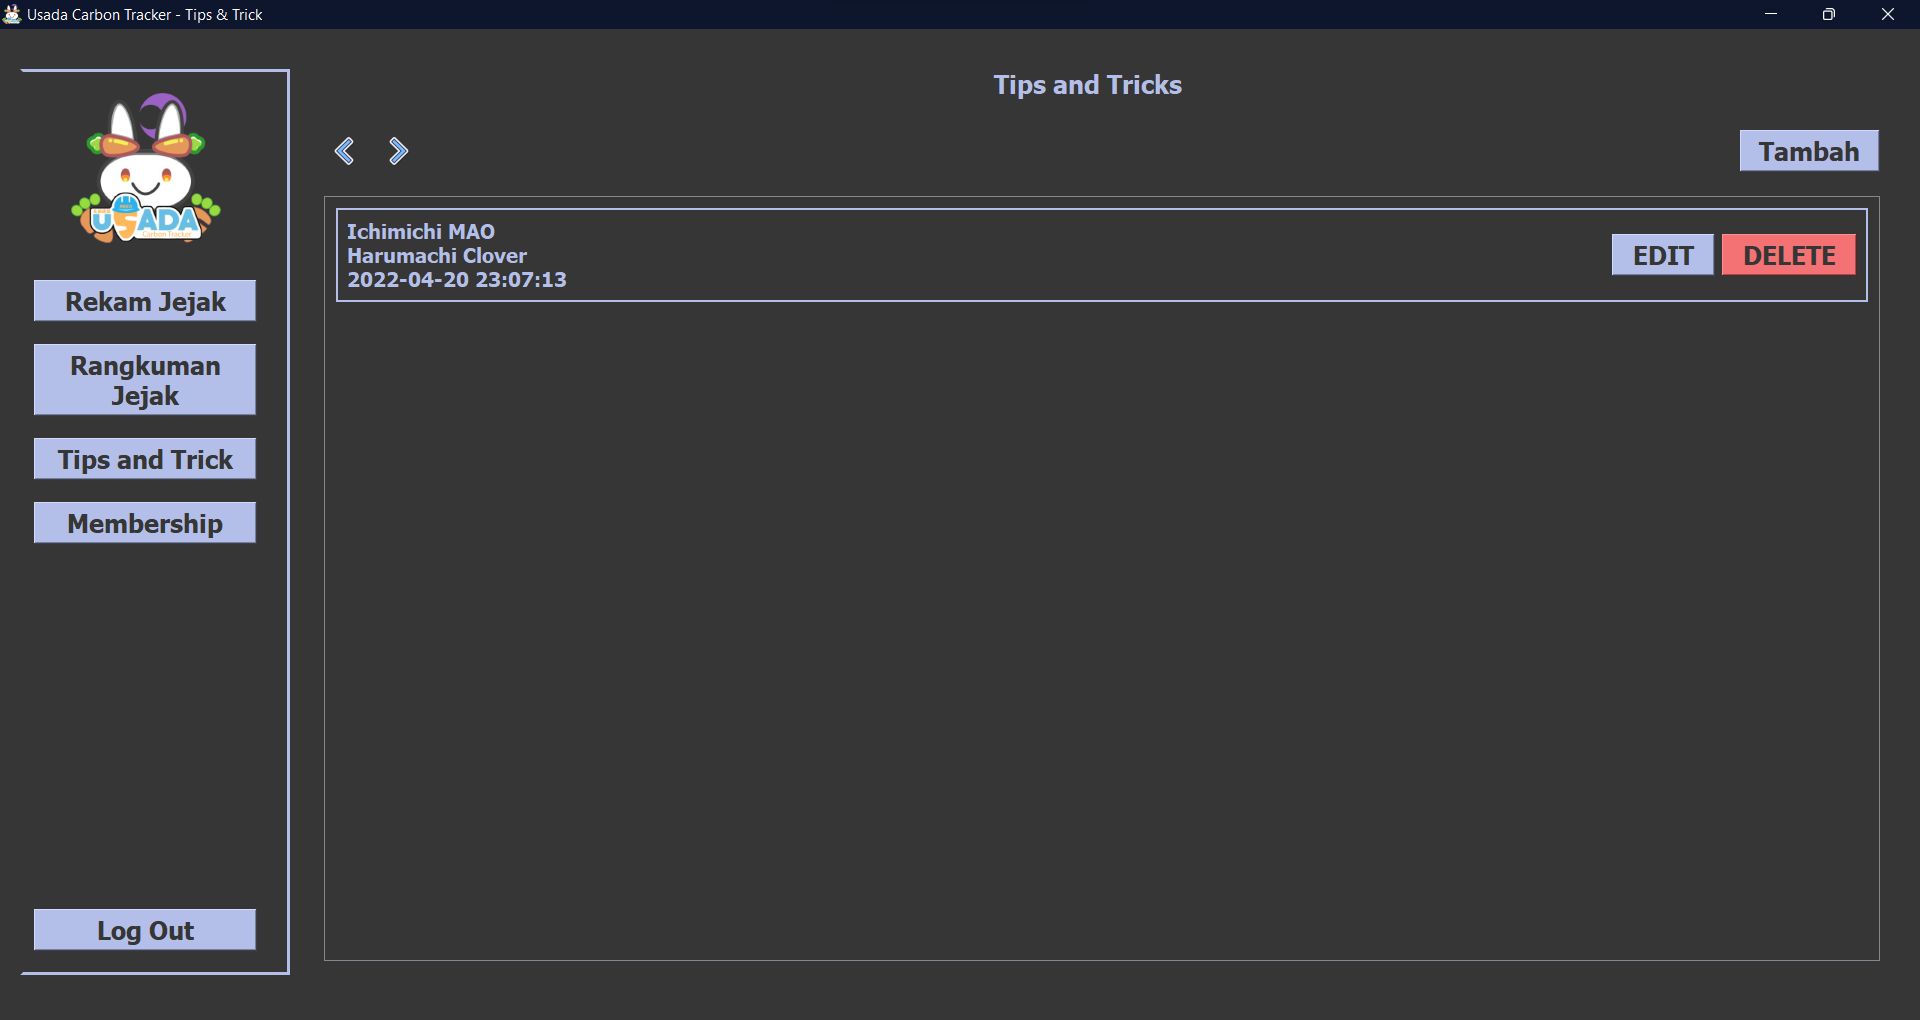 Usada Carbon Tracker - Tips & Trick
USADA
Carbon Tracker
Rekam Jejak
Rangkuman
Jejak
Tips and Trick
Membership
Log Out
Tips and Tricks
Tambah
Ichimichi MAO
Harumachi Clover
2022-04-20 23:07:13
EDIT
DELETE